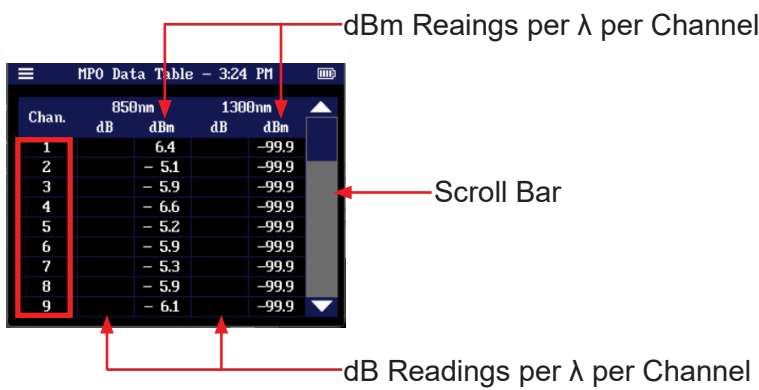 dBm Reaings per λ per Channel
MPO Data Table – 3:24 PM
Chan. 850nm 1300nm
dB dBm dB dBm
1 6.4 –99.9
2 – 5.1 –99.9
3 – 5.9 –99.9
4 – 6.6 –99.9
Scroll Bar
5 – 5.2 –99.9
6 – 5.9 –99.9
7 – 5.3 –99.9
8 – 5.9 –99.9
9 – 6.1 –99.9
dB Readings per λ per Channel